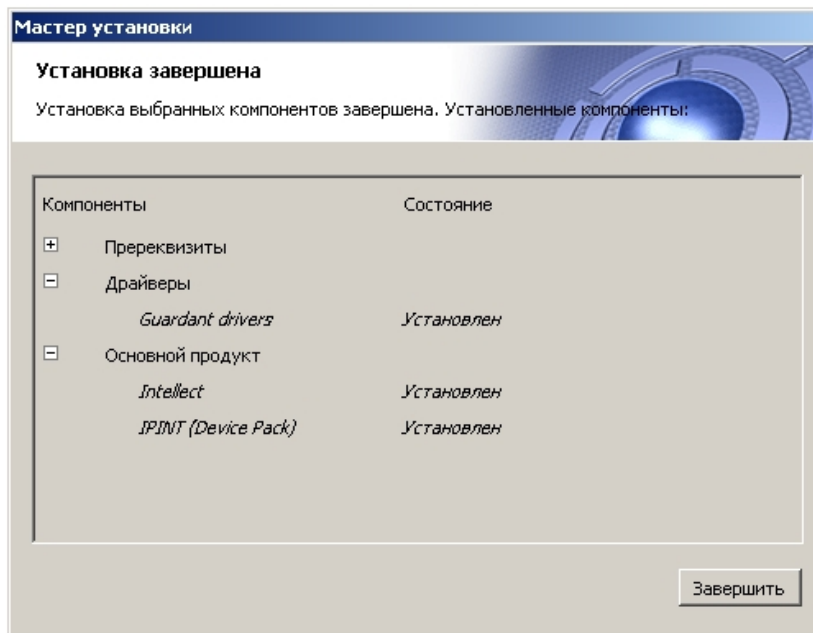 Мастер установки
Установка завершена
Установка выбранных компонентов завершена. Установленные компоненты:
Компоненты Состояние
Пререквизиты
Драйверы
Guardant drivers Установлен
Основной продукт
Intellect Установлен
IPINT (Device Pack) Установлен
Завершить